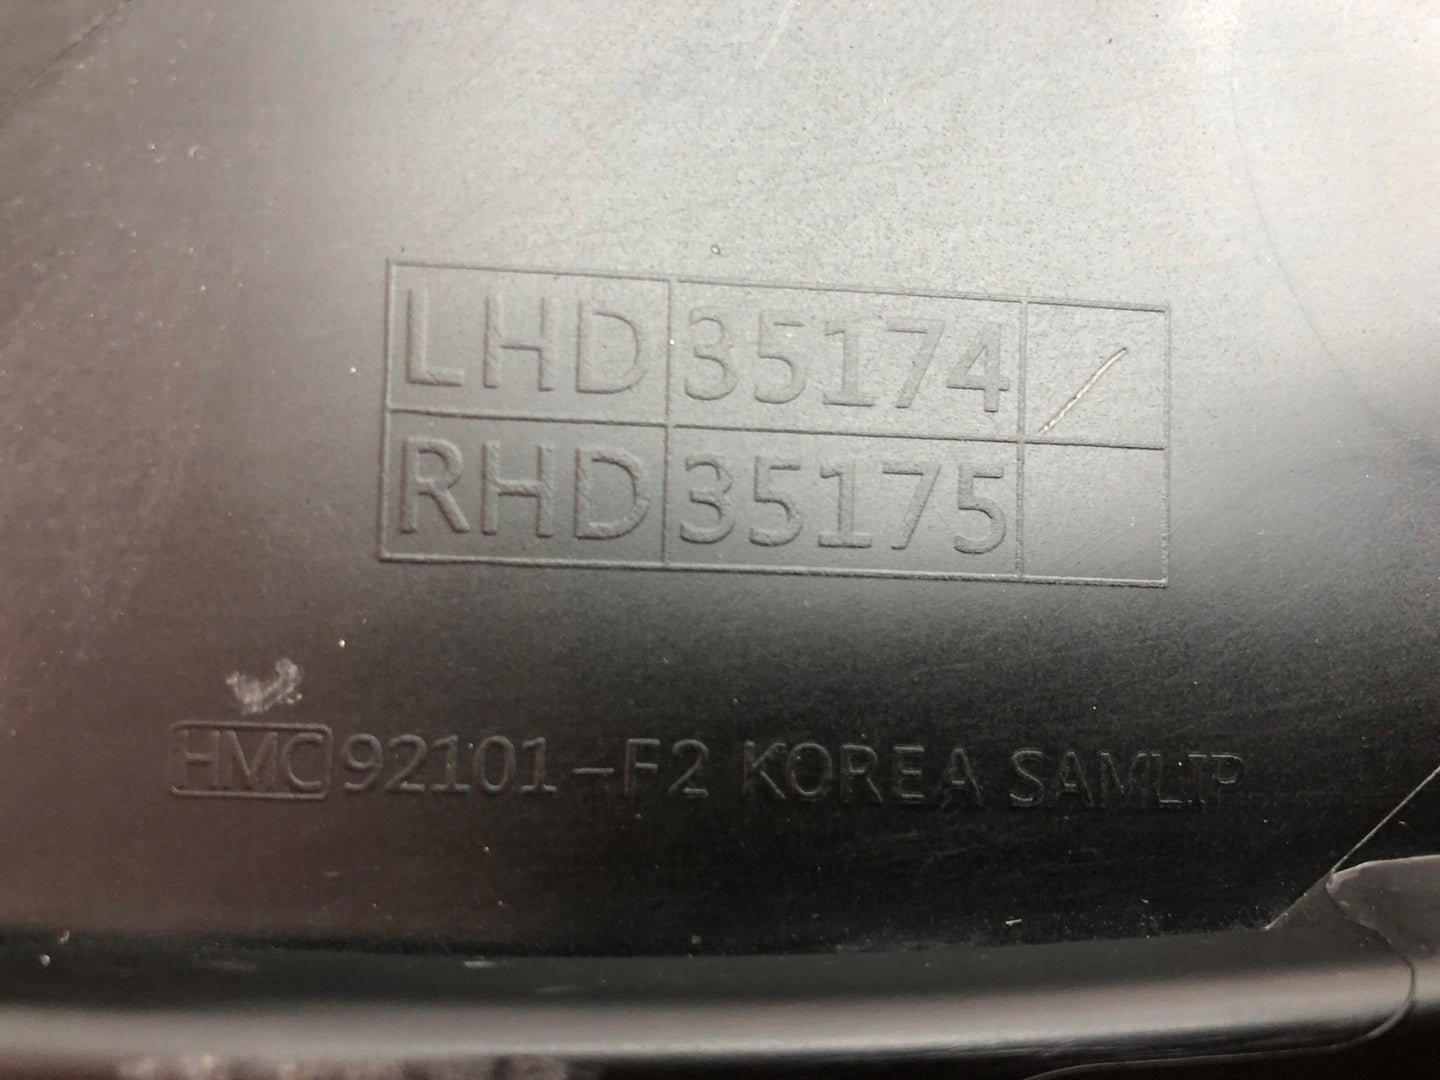 LHD 35174 /
RHD 35175
HMC 92101-F2 KOREA SAMLIP